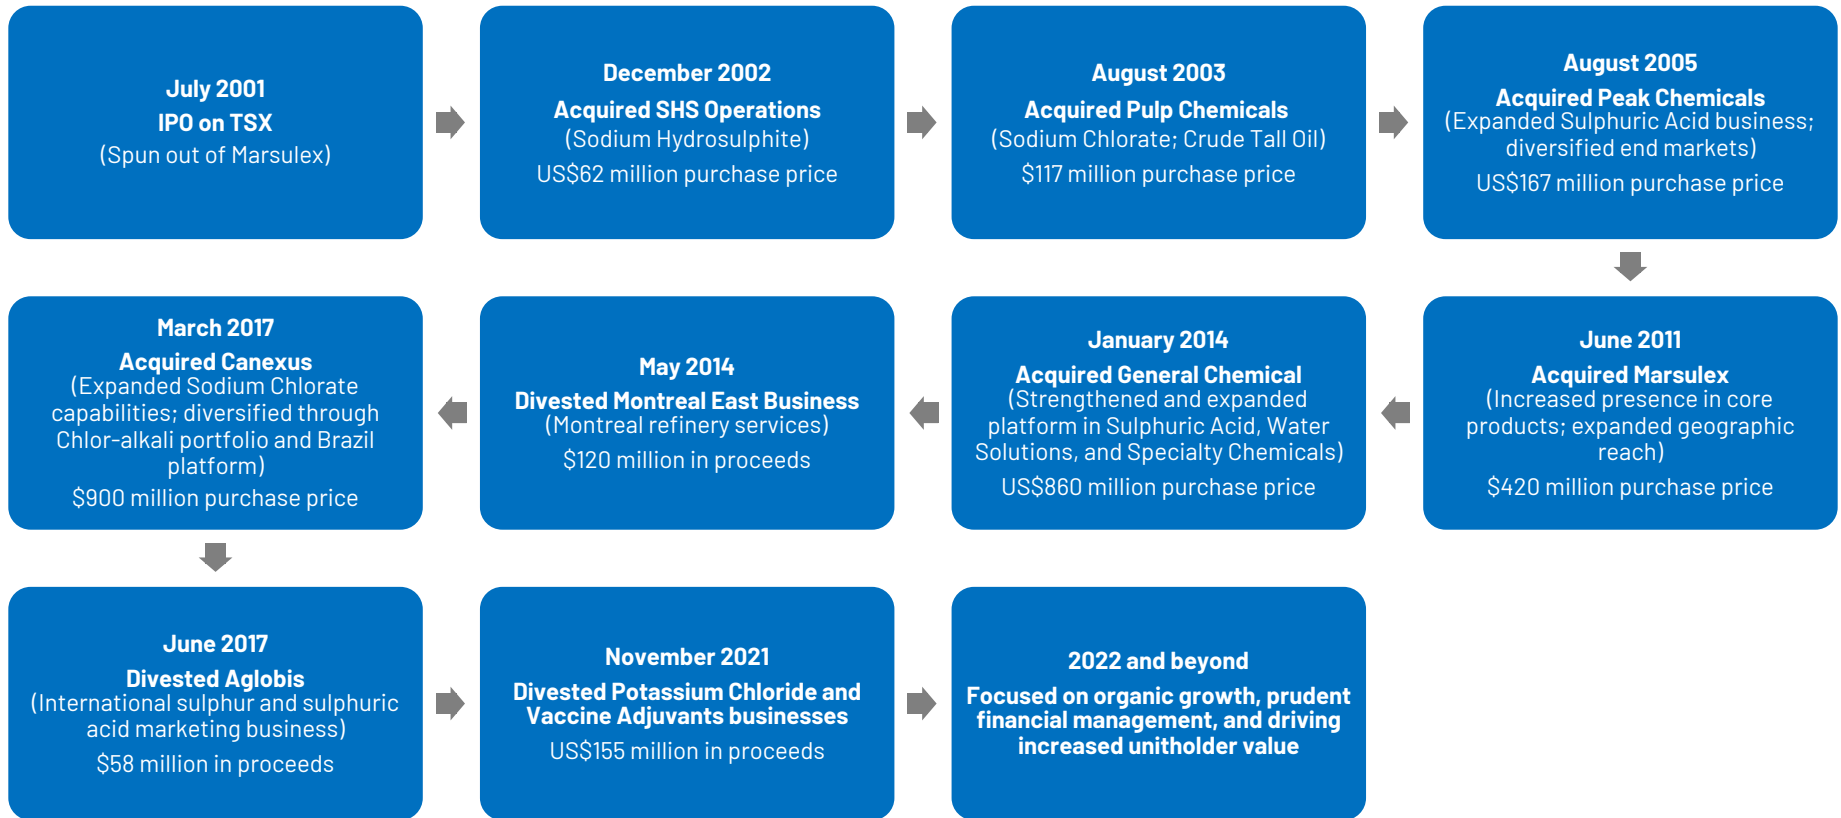 July 2001
IPO on TSX
(Spun out of Marsulex)
December 2002
Acquired SHS Operations
(Sodium Hydrosulphite)
US$62 million purchase price
August 2003
Acquired Pulp Chemicals
(Sodium Chlorate; Crude Tall Oil)
$117 million purchase price
August 2005
Acquired Peak Chemicals
(Expanded Sulphuric Acid business;
diversified end markets)
US$167 million purchase price
June 2011
Acquired Marsulex
(Increased presence in core
products; expanded geographic
reach)
$420 million purchase price
January 2014
Acquired General Chemical
(Strengthened and expanded
platform in Sulphuric Acid, Water
Solutions, and Specialty Chemicals)
US$860 million purchase price
May 2014
Divested Montreal East Business
(Montreal refinery services)
$120 million in proceeds
March 2017
Acquired Canexus
(Expanded Sodium Chlorate
capabilities; diversified through
Chlor-alkali portfolio and Brazil
platform)
$900 million purchase price
June 2017
Divested Aglobis
(International sulphur and sulphuric
acid marketing business)
$58 million in proceeds
November 2021
Divested Potassium Chloride and
Vaccine Adjuvants businesses
US$155 million in proceeds
2022 and beyond
Focused on organic growth, prudent
financial management, and driving
increased unitholder value